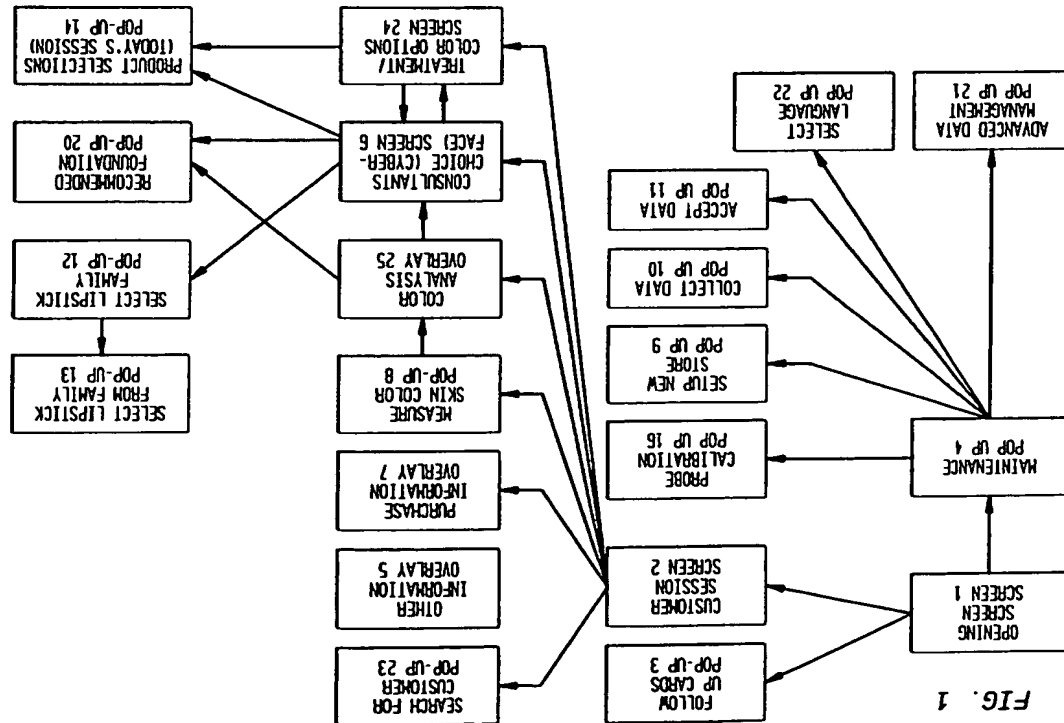 FIG. 1
OPENING
SCREEN
SCREEN 1
MAINTENANCE
POP UP 4
ADVANCED DATA
MANAGEMENT
POP UP 21
FOLLOW
UP CARDS
POP-UP 3
CUSTOMER
SESSION
SCREEN 2
PROBE
CALIBRATION
POP UP 16
SETUP NEW
STORE
POP UP 9
COLLECT DATA
POP UP 10
ACCEPT DATA
POP UP 11
SELECT
LANGUAGE
POP UP 22
SEARCH FOR
CUSTOMER
POP-UP 23
OTHER
INFORMATION
OVERLAY 5
PURCHASE
INFORMATION
OVERLAY 7
MEASURE
SKIN COLOR
POP-UP 8
COLOR
ANALYSIS
OVERLAY 25
CONSULTANTS
CHOICE (CYBER-
FACE) SCREEN 6
TREATMENT/
COLOR OPTIONS
SCREEN 24
SELECT LIPSTICK
FROM FAMILY
POP-UP 13
SELECT LIPSTICK
FAMILY
POP-UP 12
RECOMMENDED
FOUNDATION
POP-UP 20
PRODUCT SELECTIONS
(TODAY'S SESSION)
POP-UP 14